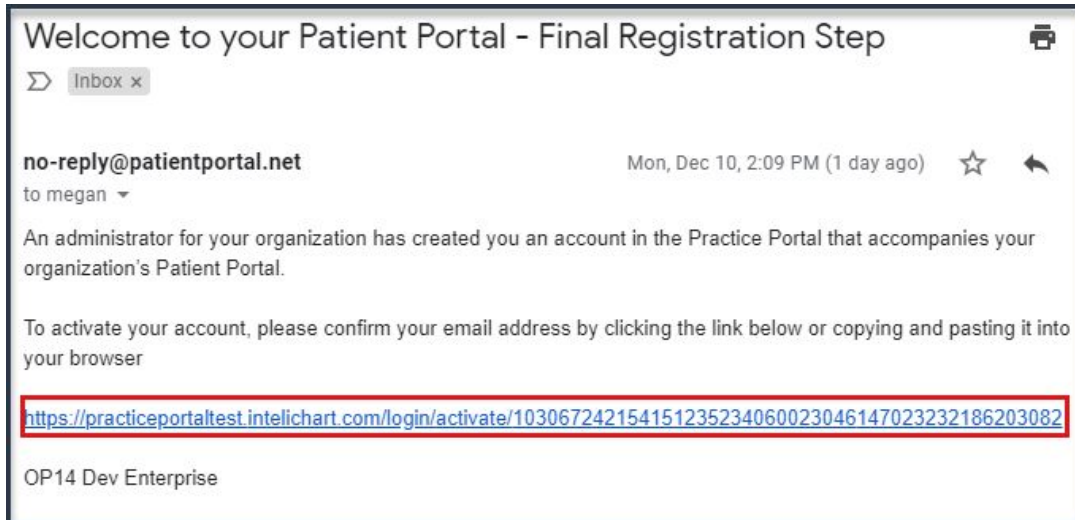 Welcome to your Patient Portal - Final Registration Step
Inbox x
no-reply@patientportal.net
Mon, Dec 10, 2:09 PM (1 day ago)
to megan
An administrator for your organization has created you an account in the Practice Portal that accompanies your
organization's Patient Portal.
To activate your account, please confirm your email address by clicking the link below or copying and pasting it into
your browser
https://practiceportaltest.intelichart.com/login/activate/103067242154151235234060023046147023232186203082
OP14 Dev Enterprise